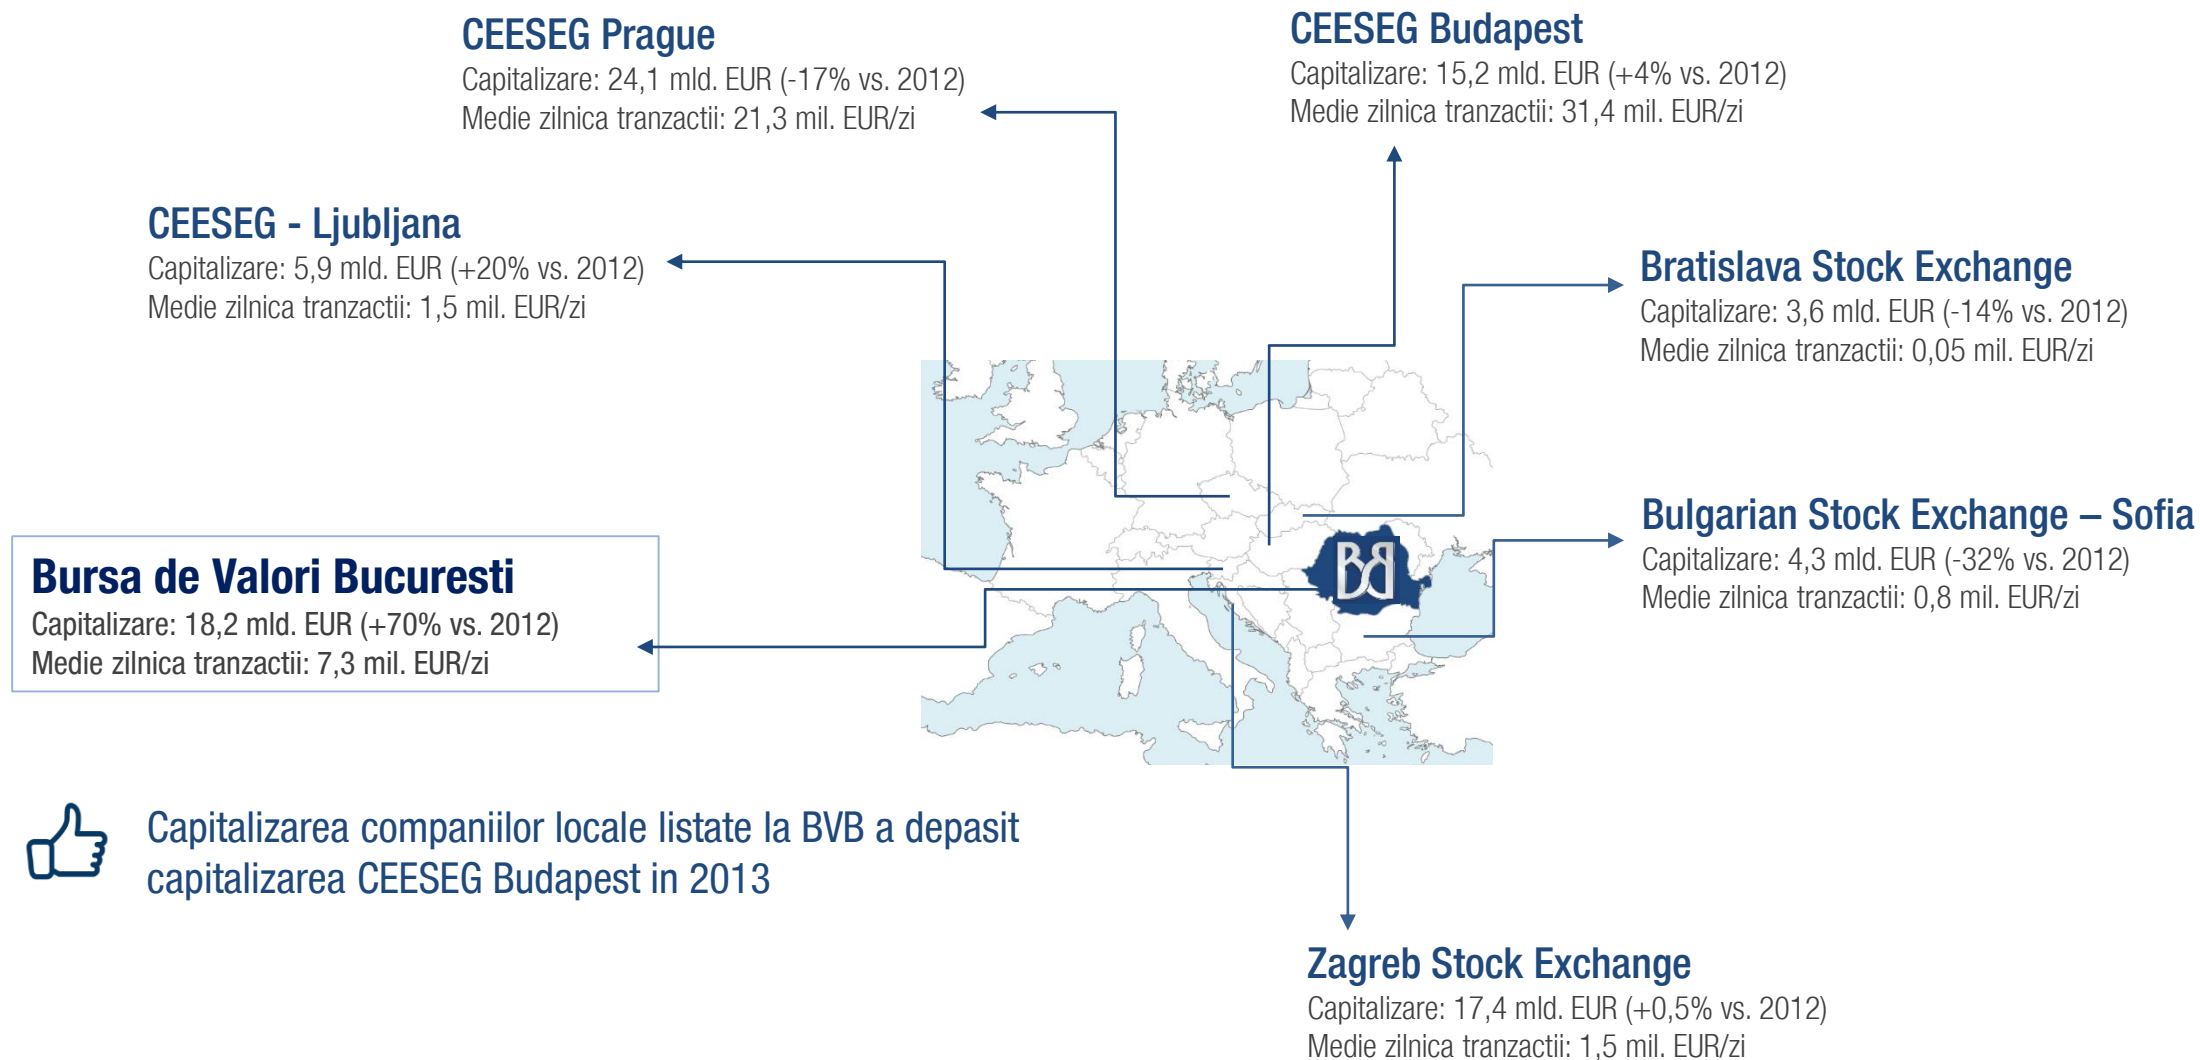 CEESEG Prague
Capitalizare: 24,1 mld. EUR (-17% vs. 2012)
Medie zilnica tranzactii: 21,3 mil. EUR/zi
CEESEG Budapest
Capitalizare: 15,2 mld. EUR (+4% vs. 2012)
Medie zilnica tranzactii: 31,4 mil. EUR/zi
CEESEG - Ljubljana
Capitalizare: 5,9 mld. EUR (+20% vs. 2012)
Medie zilnica tranzactii: 1,5 mil. EUR/zi
Bratislava Stock Exchange
Capitalizare: 3,6 mld. EUR (-14% vs. 2012)
Medie zilnica tranzactii: 0,05 mil. EUR/zi
Bursa de Valori Bucuresti
Capitalizare: 18,2 mld. EUR (+70% vs. 2012)
Medie zilnica tranzactii: 7,3 mil. EUR/zi
Bulgarian Stock Exchange – Sofia
Capitalizare: 4,3 mld. EUR (-32% vs. 2012)
Medie zilnica tranzactii: 0,8 mil. EUR/zi
Capitalizarea companiilor locale listate la BVB a depasit
capitalizarea CEESEG Budapest in 2013
Zagreb Stock Exchange
Capitalizare: 17,4 mld. EUR (+0,5% vs. 2012)
Medie zilnica tranzactii: 1,5 mil. EUR/zi